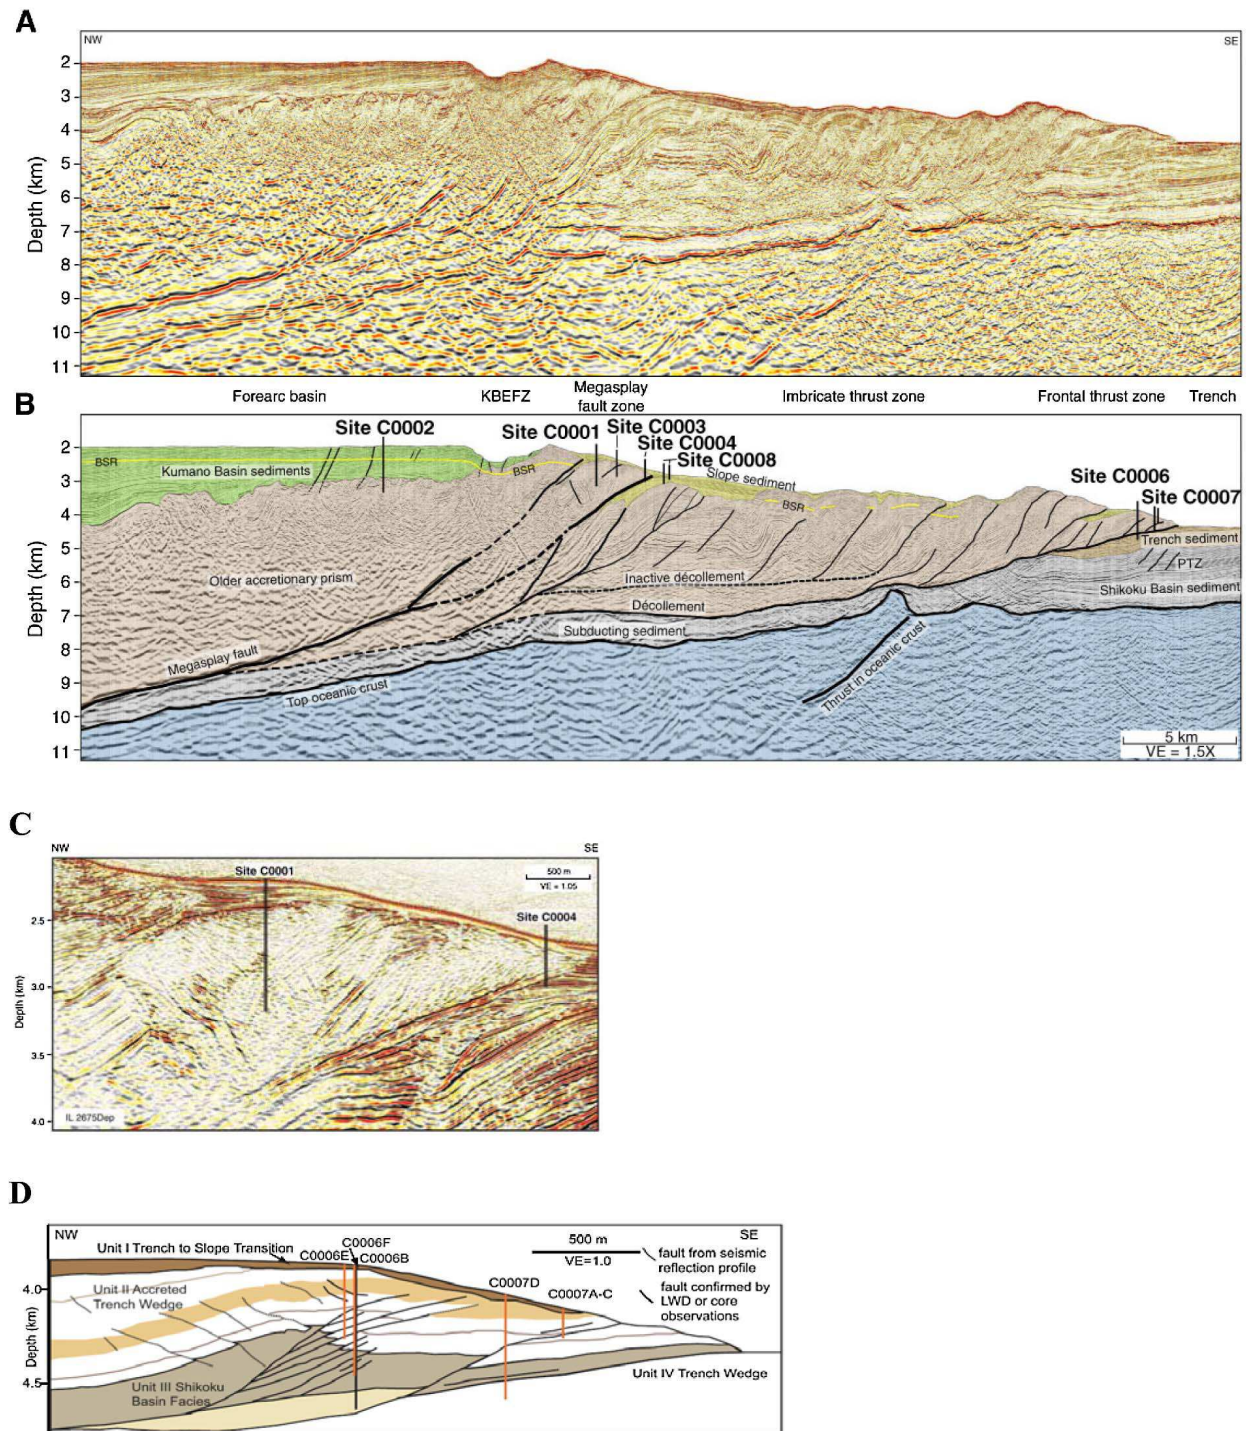 A
NW
SE
2
3
4
5
6
7
8
9
10
11
Depth (km)
B
Forearc basin
KBEFZ
Megasplay
fault zone
Imbricate thrust zone
Frontal thrust zone
Trench
Site C0002
Site C0001
Site C0003
Site C0004
Site C0008
Site C0006
Site C0007
BSR
Kumano Basin sediments
BSR
Slope sediment
BSR
Trench sediment
PTZ
Shikoku Basin sediment
Older accretionary prism
Inactive décollement
Décollement
Subducting sediment
Megasplay fault
Top oceanic crust
Thrust in oceanic crust
2
3
4
5
6
7
8
9
10
11
Depth (km)
5 km
VE = 1.5X
C
NW
SE
Site C0001
500 m
VE = 1.05
Site C0004
2.5
3.0
3.5
4.0
Depth (km)
IL 2675Dep
D
NW
SE
Unit I Trench to Slope Transition
C0006E
C0006F
C0006B
500 m
VE=1.0
fault from seismic
reflection profile
fault confirmed by
LWD or core
observations
C0007D
C0007A-C
Unit II Accreted
Trench Wedge
Unit III Shikoku
Basin Facies
Unit IV Trench Wedge
4.0
4.5
Depth (km)